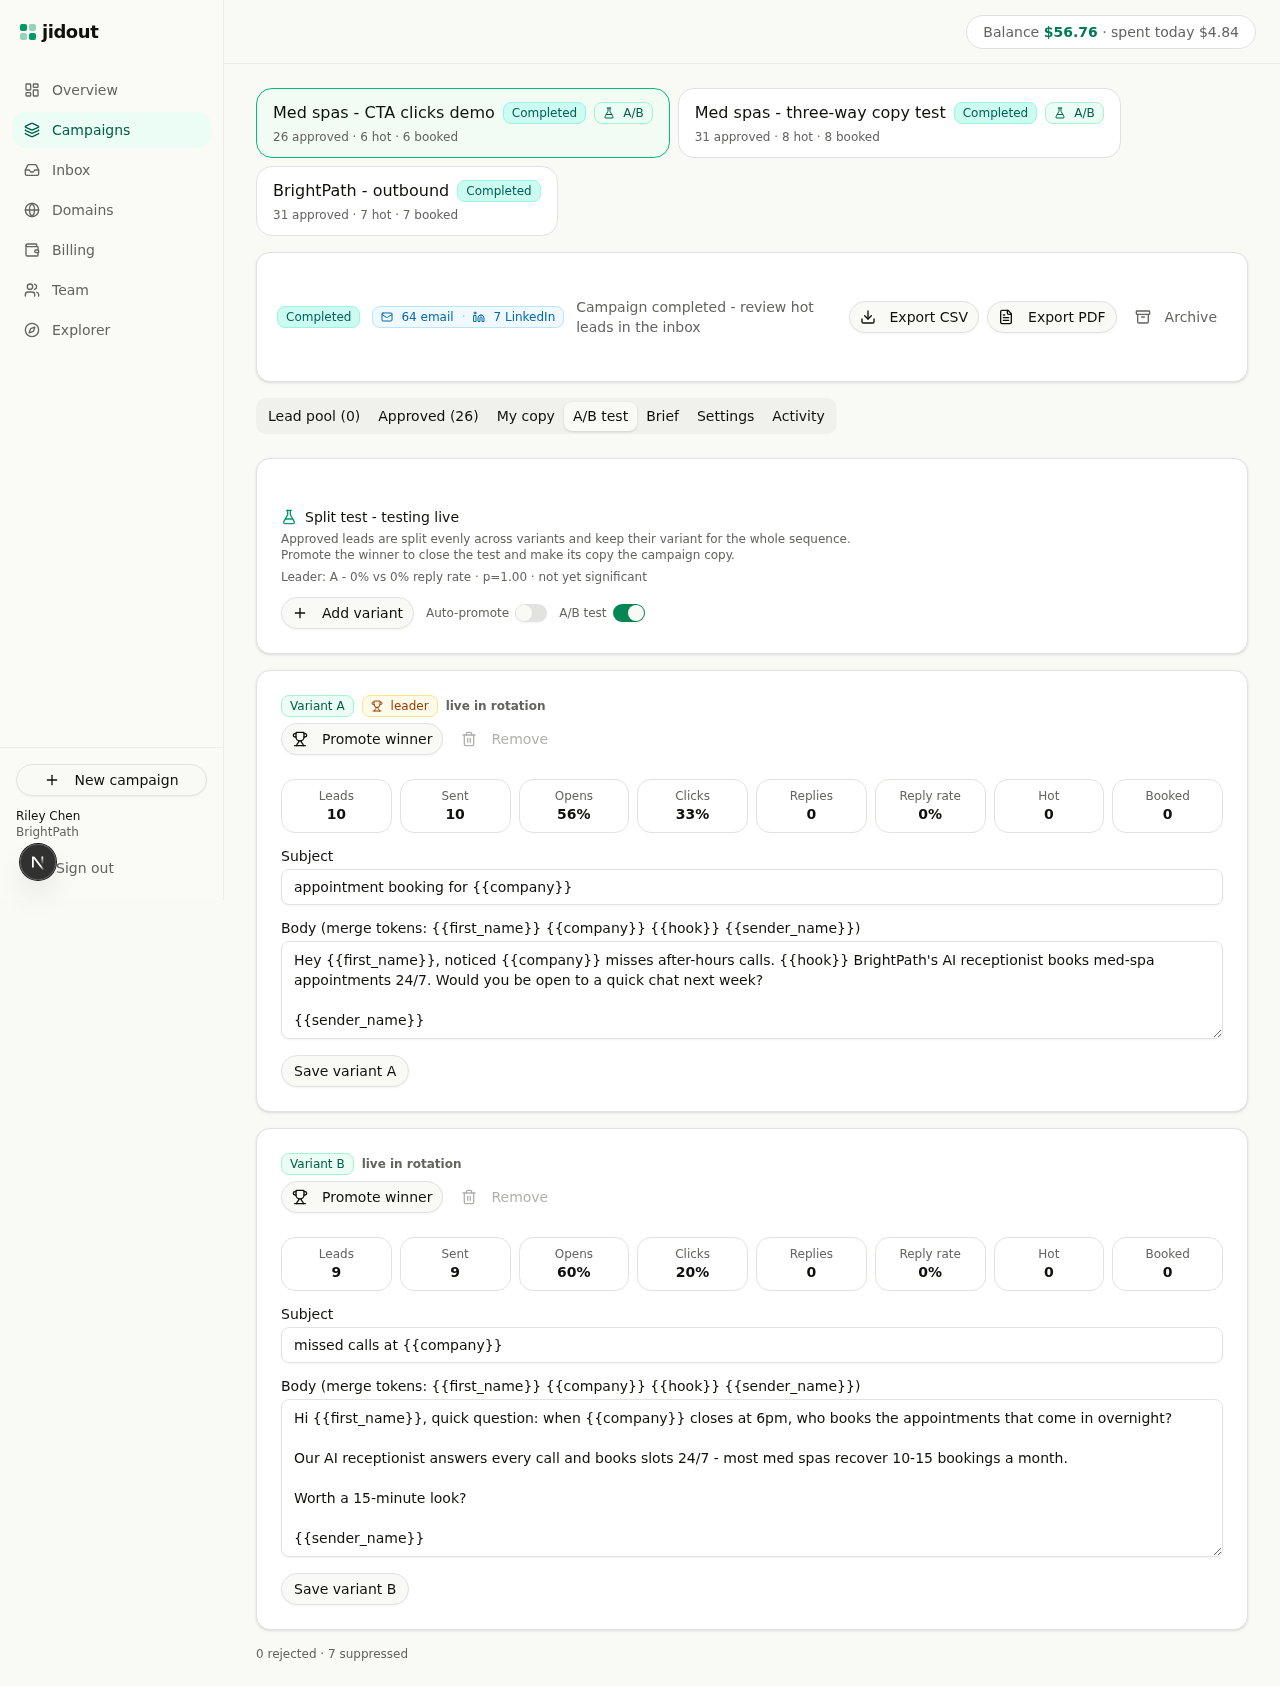 jidout
Balance $56.76 · spent today $4.84
Overview
Campaigns
Inbox
Domains
Billing
Team
Explorer
New campaign
Riley Chen
BrightPath
N
Sign out
Med spas - CTA clicks demo Completed A/B
26 approved · 6 hot · 6 booked
Med spas - three-way copy test Completed A/B
31 approved · 8 hot · 8 booked
BrightPath - outbound Completed
31 approved · 7 hot · 7 booked
Completed 64 email · 7 LinkedIn
Campaign completed - review hot
leads in the inbox
Export CSV Export PDF Archive
Lead pool (0) Approved (26) My copy A/B test Brief Settings Activity
Split test - testing live
Approved leads are split evenly across variants and keep their variant for the whole sequence.
Promote the winner to close the test and make its copy the campaign copy.
Leader: A - 0% vs 0% reply rate · p=1.00 · not yet significant
Add variant Auto-promote A/B test
Variant A leader live in rotation
Promote winner Remove
Leads Sent Opens Clicks Replies Reply rate Hot Booked
10 10 56% 33% 0 0% 0 0
Subject
appointment booking for {{company}}
Body (merge tokens: {{first_name}} {{company}} {{hook}} {{sender_name}})
Hey {{first_name}}, noticed {{company}} misses after-hours calls. {{hook}} BrightPath's AI receptionist books med-spa
appointments 24/7. Would you be open to a quick chat next week?
{{sender_name}}
Save variant A
Variant B live in rotation
Promote winner Remove
Leads Sent Opens Clicks Replies Reply rate Hot Booked
9 9 60% 20% 0 0% 0 0
Subject
missed calls at {{company}}
Body (merge tokens: {{first_name}} {{company}} {{hook}} {{sender_name}})
Hi {{first_name}}, quick question: when {{company}} closes at 6pm, who books the appointments that come in overnight?
Our AI receptionist answers every call and books slots 24/7 - most med spas recover 10-15 bookings a month.
Worth a 15-minute look?
{{sender_name}}
Save variant B
0 rejected · 7 suppressed